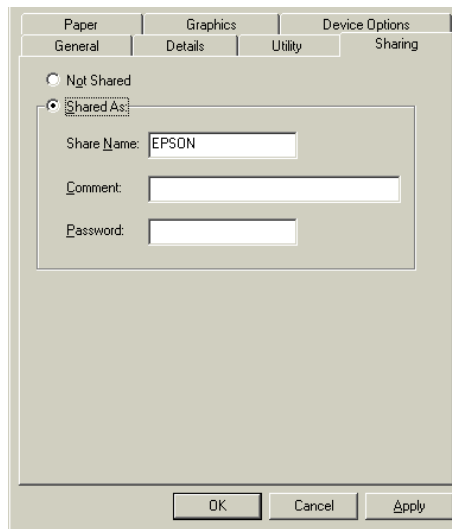 Paper Graphics Device Options
General Details Utility Sharing
Not Shared
Shared As:
Share Name: EPSON
Comment:
Password:
OK Cancel Apply